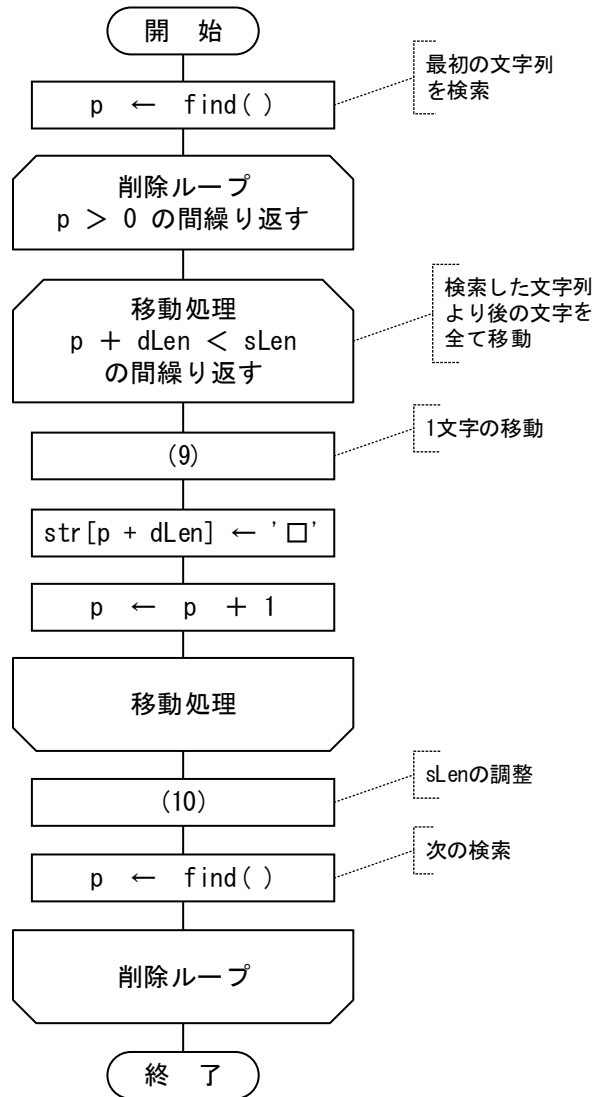 開　始
最初の文字列
を検索
p ← find()
削除ループ
p ＞ 0 の間繰り返す
検索した文字列
より後の文字を
全て移動
移動処理
p ＋ dLen ＜ sLen
の間繰り返す
1文字の移動
(9)
str[p + dLen] ← '□'
p ← p ＋ 1
移動処理
sLenの調整
(10)
次の検索
p ← find()
削除ループ
終　了